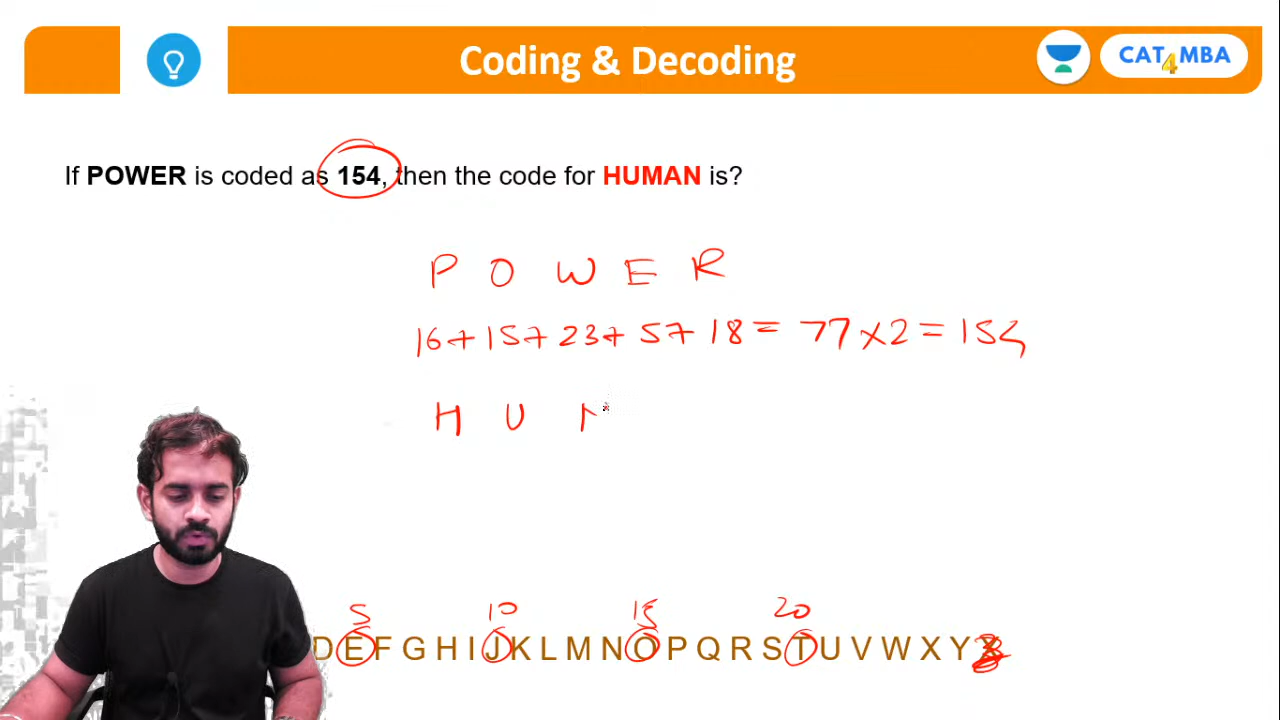 Coding & Decoding
CAT4MBA
If POWER is coded as 154, then the code for HUMAN is?
P O W E R
16+15+23+5+18 = 77×2 = 154
H U
5 10 15 20
D E F G H I J K L M N O P Q R S T U V W X Y